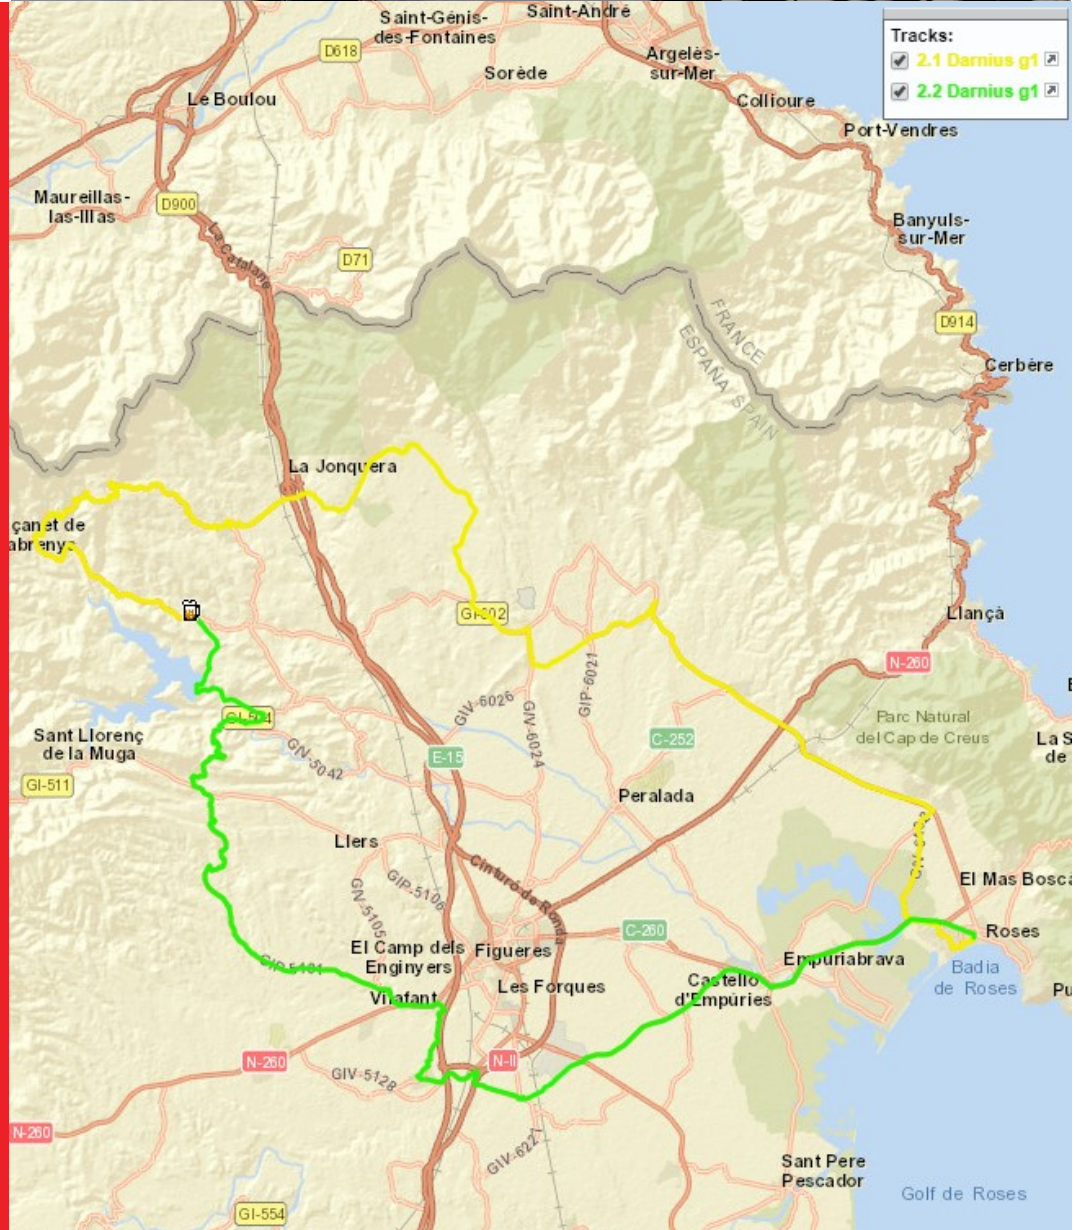 Saint-Génis-
des-Fontaines
Saint-André
Tracks:
2.1 Darnius g1
2.2 Darnius g1
D618
Argelès-
sur-Mer
Sorède
Le Boulou
Collioure
Port-Vendres
Maureillas-
las-Illas
D900
La Catalane
Banyuls-
sur-Mer
D71
FRANCE
ESPAÑA, SPAIN
D914
Cerbère
La Jonquera
çanet de
abrenys
GI-602
Llançà
N-260
GIP-6021
GIV-6026
GIV-6024
Parc Natural
del Cap de Creus
GI-504
Sant Llorenç
de la Muga
C-252
La S
de
GN-5042
E-15
GI-511
Peralada
Llers
Cinturó de Ronda
GIP-5106
GIV-5105
El Mas Bosca
C-260
Roses
El Camp dels
Enginyers
Figueres
Empuriabrava
GIP-5101
Badia
de Roses
Les Forques
Castelló
d'Empúries
Vilafant
Pu
N-260
N-II
GIV-5128
N-260
GIV-6227
Sant Pere
Pescador
Golf de Roses
GI-554